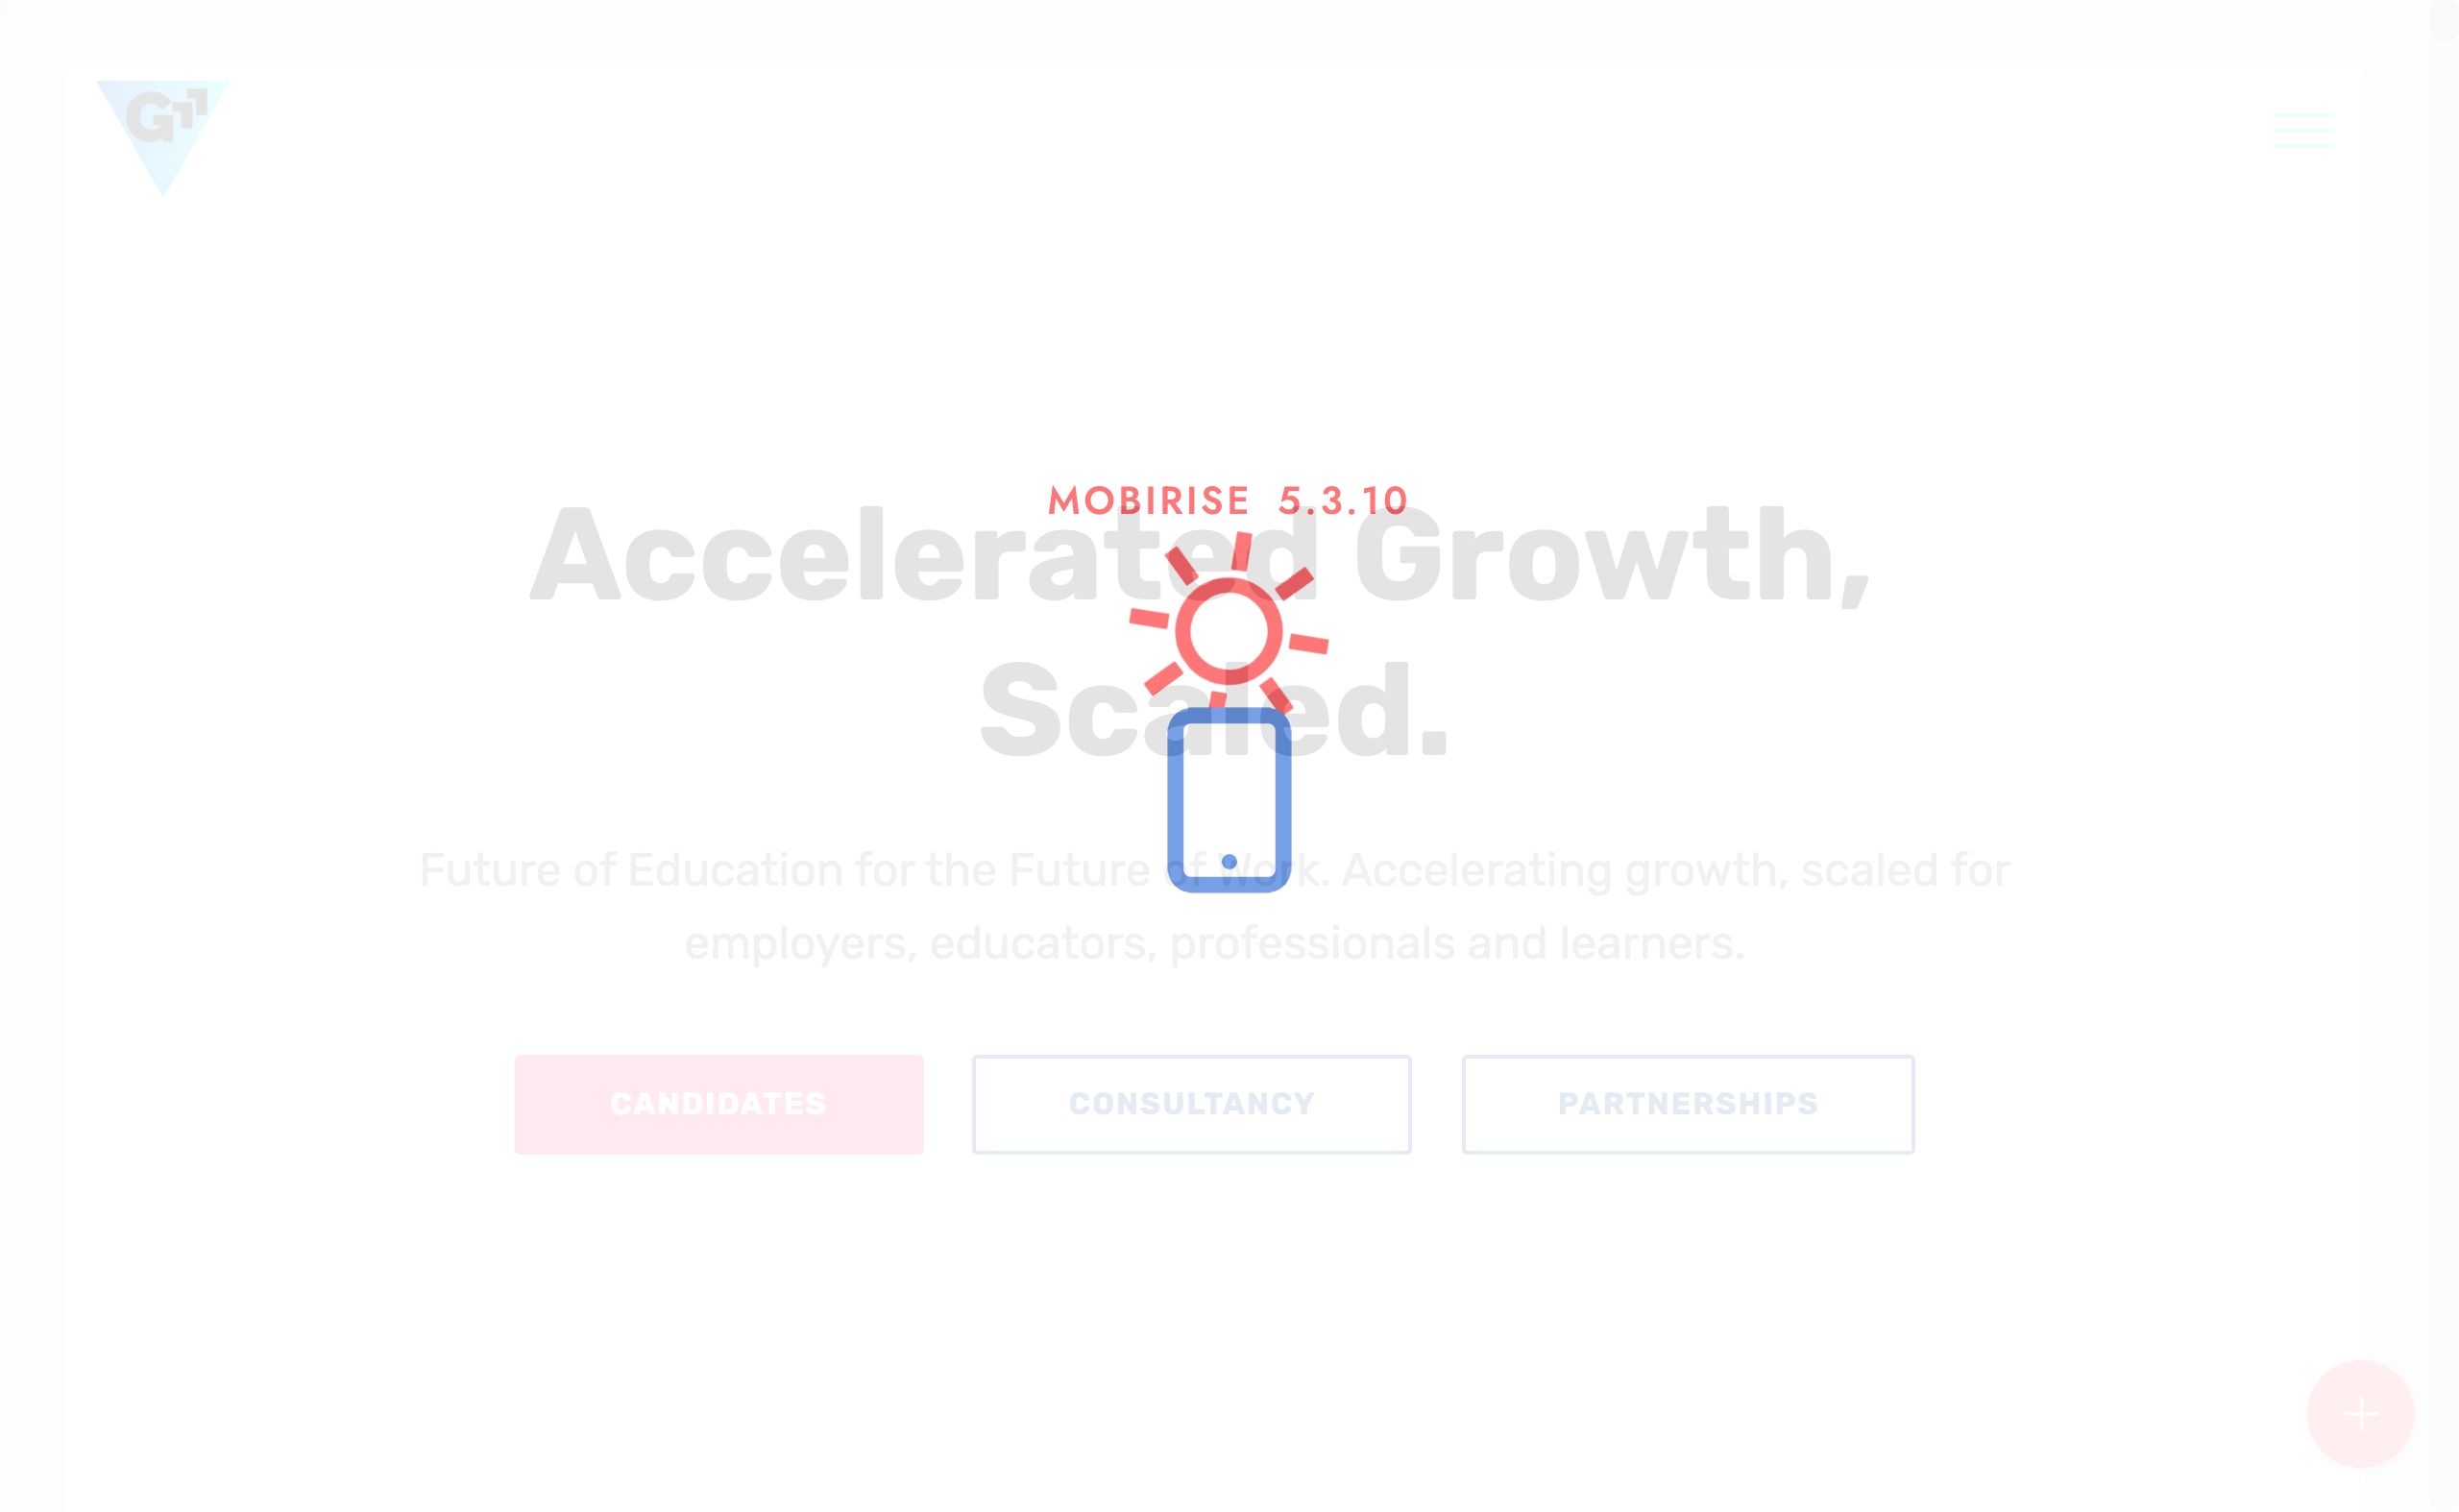 G
MOBIRISE 5.3.10
Accelerated Growth,
Scaled.
Future of Education for the Future of Work. Accelerating growth, scaled for
employers, educators, professionals and learners.
CANDIDATES
CONSULTANCY
PARTNERSHIPS